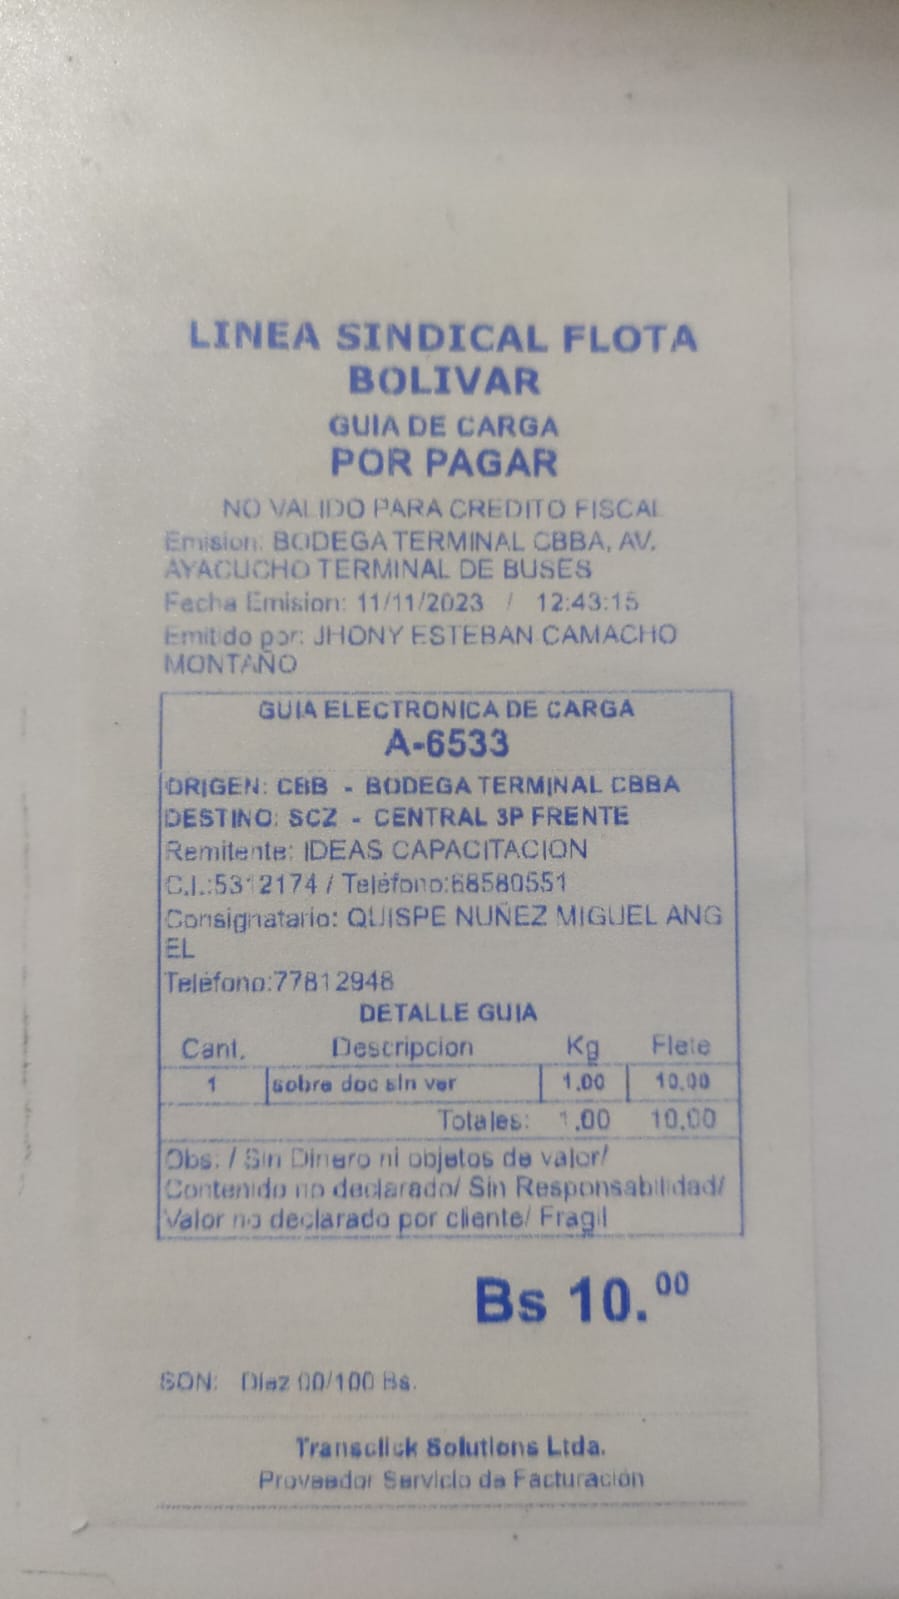 LINEA SINDICAL FLOTA
BOLIVAR
GUIA DE CARGA
POR PAGAR
NO VALIDO PARA CREDITO FISCAL
Emision: BODEGA TERMINAL CBBA, AV.
AYACUCHO TERMINAL DE BUSES
Fecha Emision: 11/11/2023 / 12:43:15
Emitido por: JHONY ESTEBAN CAMACHO
MONTAÑO
GUIA ELECTRONICA DE CARGA
A-6533
ORIGEN: CBB - BODEGA TERMINAL CBBA
DESTINO: SCZ - CENTRAL 3P FRENTE
Remitente: IDEAS CAPACITACION
C.I.:5312174 / Teléfono:68580551
Consignatario: QUISPE NUÑEZ MIGUEL ANG
EL
Teléfono:77812948
DETALLE GUIA
Cant. Descripcion Kg Flete
1 sobre doc sin ver 1.00 10.00
Totales: 1.00 10.00
Obs: / Sin Dinero ni objetos de valor/
Contenido no declarado/ Sin Responsabilidad/
Valor no declarado por cliente/ Fragil
Bs 10.00
SON: Diez 00/100 Bs.
Transclick Solutions Ltda.
Proveedor Servicio de Facturación